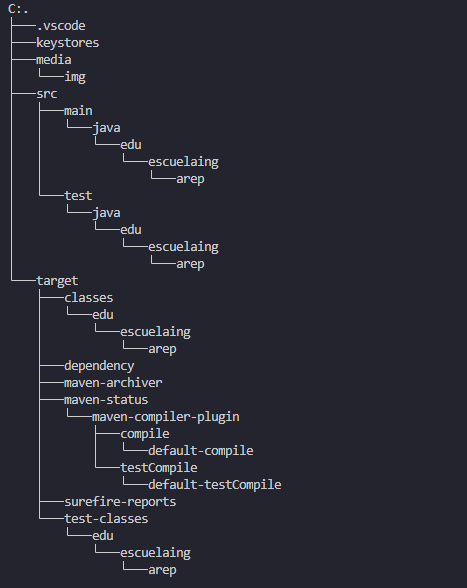 C:.
├───.vscode
├───keystores
├───media
│   └───img
├───src
│   ├───main
│   │   └───java
│   │       └───edu
│   │           └───escuelaing
│   │               └───arep
│   └───test
│       └───java
│           └───edu
│               └───escuelaing
│                   └───arep
└───target
    ├───classes
    │   └───edu
    │       └───escuelaing
    │           └───arep
    ├───dependency
    ├───maven-archiver
    ├───maven-status
    │   └───maven-compiler-plugin
    │       ├───compile
    │       │   └───default-compile
    │       └───testCompile
    │           └───default-testCompile
    ├───surefire-reports
    └───test-classes
        └───edu
            └───escuelaing
                └───arep